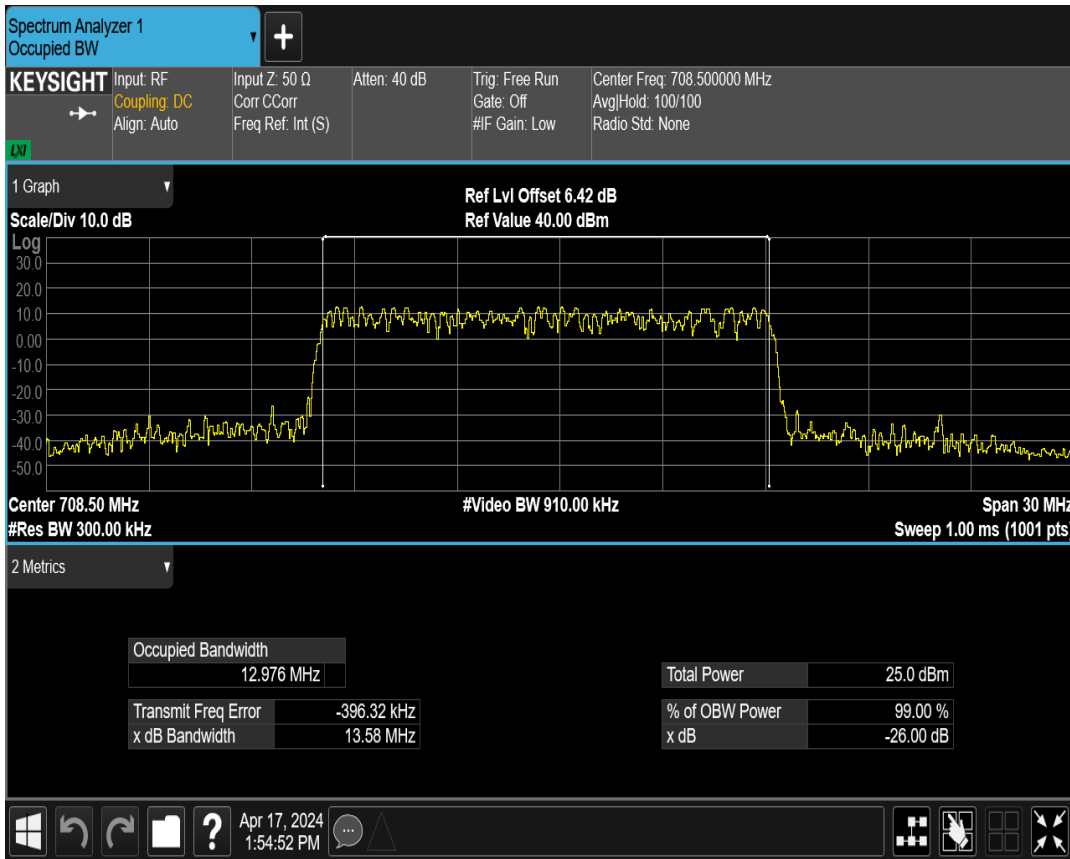 Spectrum Analyzer 1
Occupied BW
+
KEYSIGHT
LXI
Input: RF
Coupling: DC
Align: Auto
Input Z: 50 Ω
Corr CCorr
Freq Ref: Int (S)
Atten: 40 dB
Trig: Free Run
Gate: Off
#IF Gain: Low
Center Freq: 708.500000 MHz
Avg|Hold: 100/100
Radio Std: None
1 Graph
Scale/Div 10.0 dB
Ref Lvl Offset 6.42 dB
Ref Value 40.00 dBm
Log
30.0
20.0
10.0
0.00
-10.0
-20.0
-30.0
-40.0
-50.0
Center 708.50 MHz
#Video BW 910.00 kHz
Span 30 MHz
#Res BW 300.00 kHz
Sweep 1.00 ms (1001 pts)
2 Metrics
Occupied Bandwidth
12.976 MHz
Transmit Freq Error -396.32 kHz
x dB Bandwidth 13.58 MHz
Total Power 25.0 dBm
% of OBW Power 99.00 %
x dB -26.00 dB
?
Apr 17, 2024
1:54:52 PM